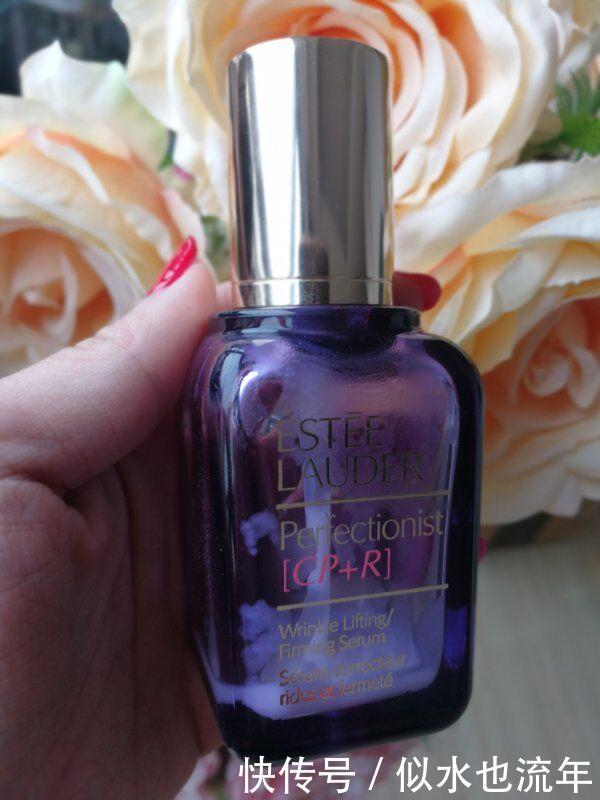 ESTĒE
LAUDER
Perfectionist
[CP+R]
Wrinkle Lifting/
Firming Serum
Sérum correcteur
rides et fermeté
快传号 / 似水也流年